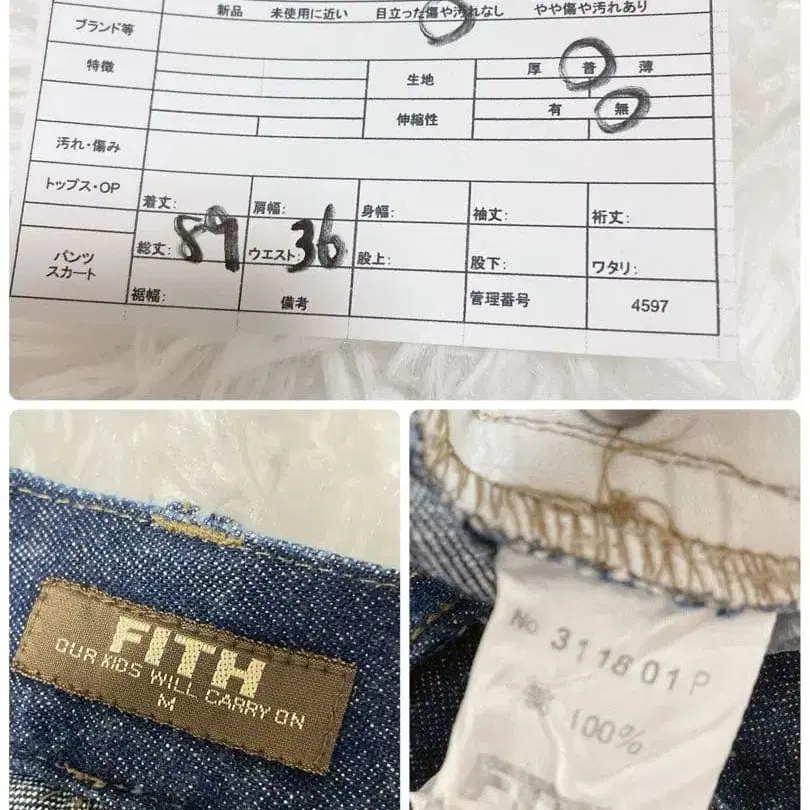 新品 未使用に近い 目立った傷や汚れなし やや傷や汚れあり
ブランド等
特徴 生地 厚 普 薄
伸縮性 有 無
汚れ・傷み
トップス・OP 着丈: 肩幅: 身幅: 袖丈: 裄丈:
パンツ
スカート
総丈: 59 ウエスト: 36 股上: 股下: ワタリ:
裾幅: 備考 管理番号 4597
FITH
OUR KIDS WILL CARRY ON
M
No 311801P
100%
FITH